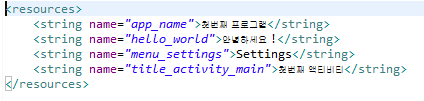 <resources>
<string name="app_name">첫번째 프로그램</string>
<string name="hello_world">안녕하세요 !</string>
<string name="menu_settings">Settings</string>
<string name="title_activity_main">첫번째 액티비티</string>
</resources>